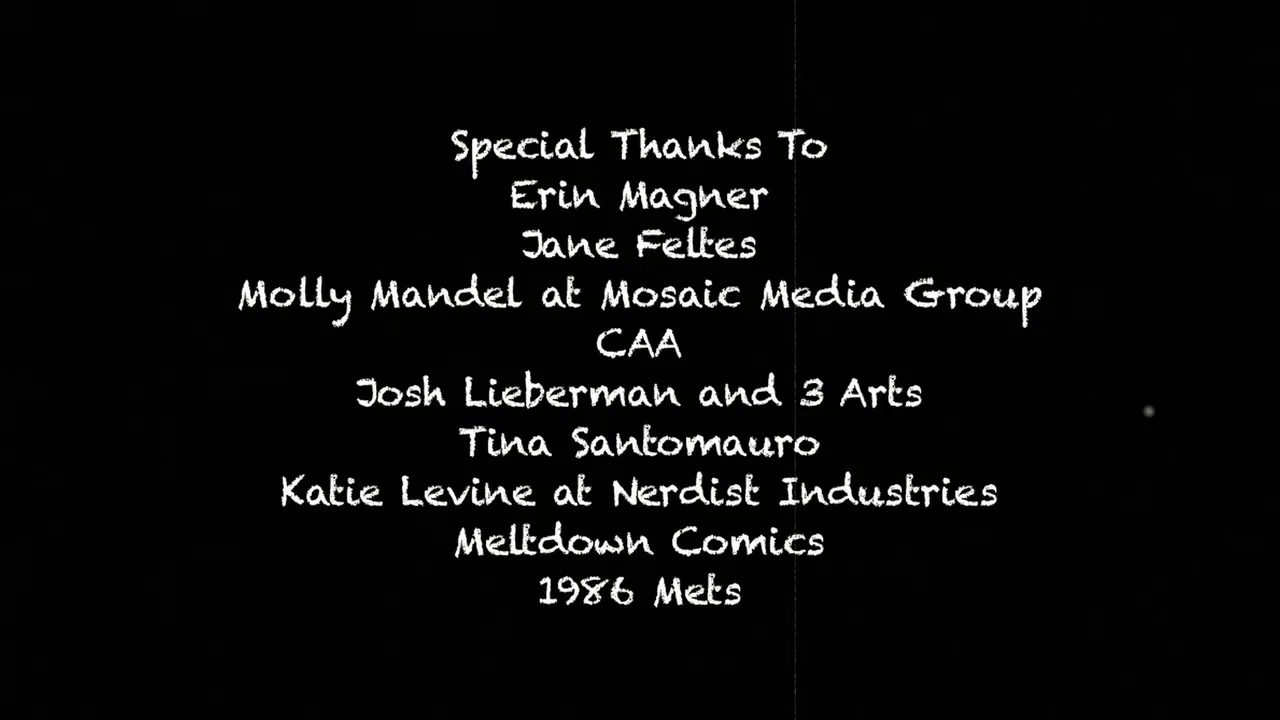 Special Thanks To
Erin Magner
Jane Feltes
Molly Mandel at Mosaic Media Group
CAA
Josh Lieberman and 3 Arts
Tina Santomauro
Katie Levine at Nerdist Industries
Meltdown Comics
1986 Mets